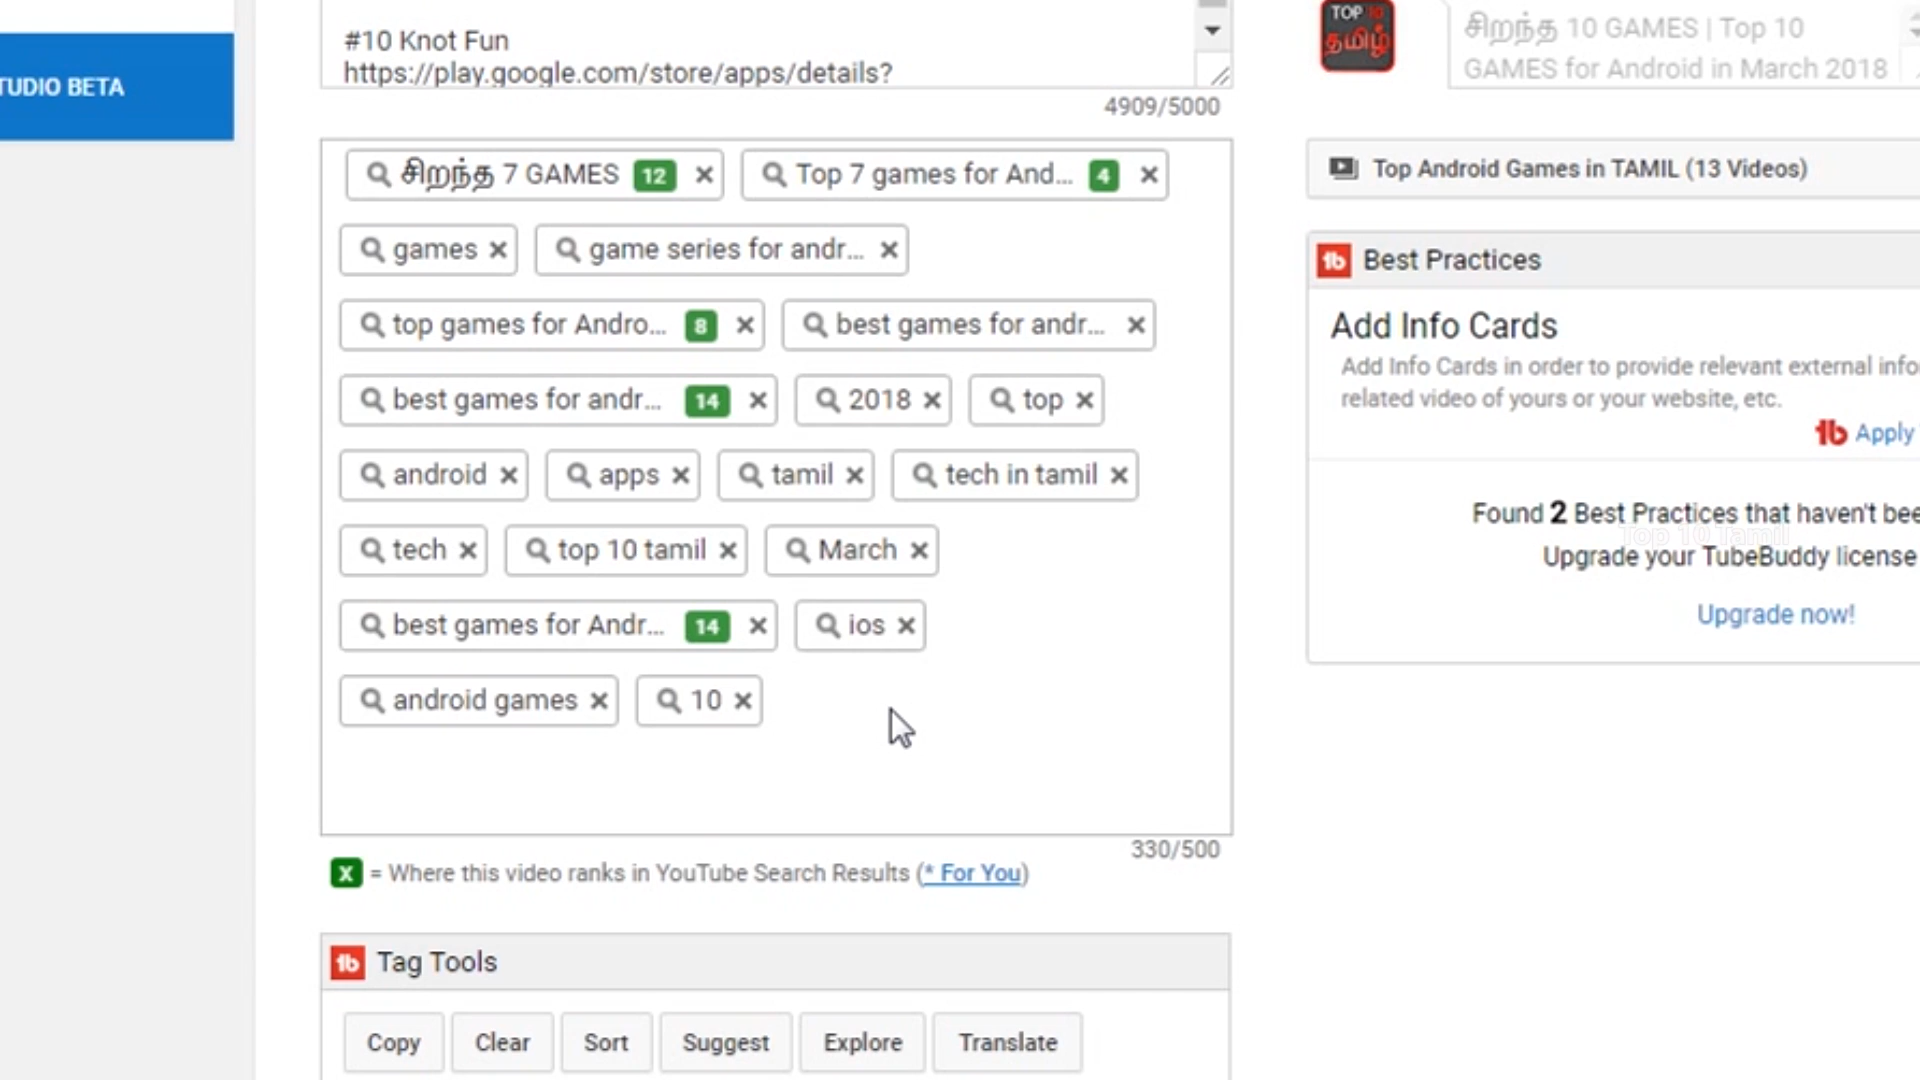 #10 Knot Fun
https://play.google.com/store/apps/details?
4909/5000
TUDIO BETA
சிறந்த 7 GAMES 12
Top 7 games for And... 4
games
game series for andr...
top games for Andro... 8
best games for andr...
best games for andr... 14
2018
top
android
apps
tamil
tech in tamil
tech
top 10 tamil
March
best games for Andr... 14
ios
android games
10
330/500
X = Where this video ranks in YouTube Search Results (* For You)
Tag Tools
Copy
Clear
Sort
Suggest
Explore
Translate
TOP 10
தமிழ்
சிறந்த 10 GAMES | Top 10
GAMES for Android in March 2018
Top Android Games in TAMIL (13 Videos)
Best Practices
Add Info Cards
Add Info Cards in order to provide relevant external info
related video of yours or your website, etc.
Apply
Found 2 Best Practices that haven't bee
Top 10 Tamil
Upgrade your TubeBuddy license
Upgrade now!